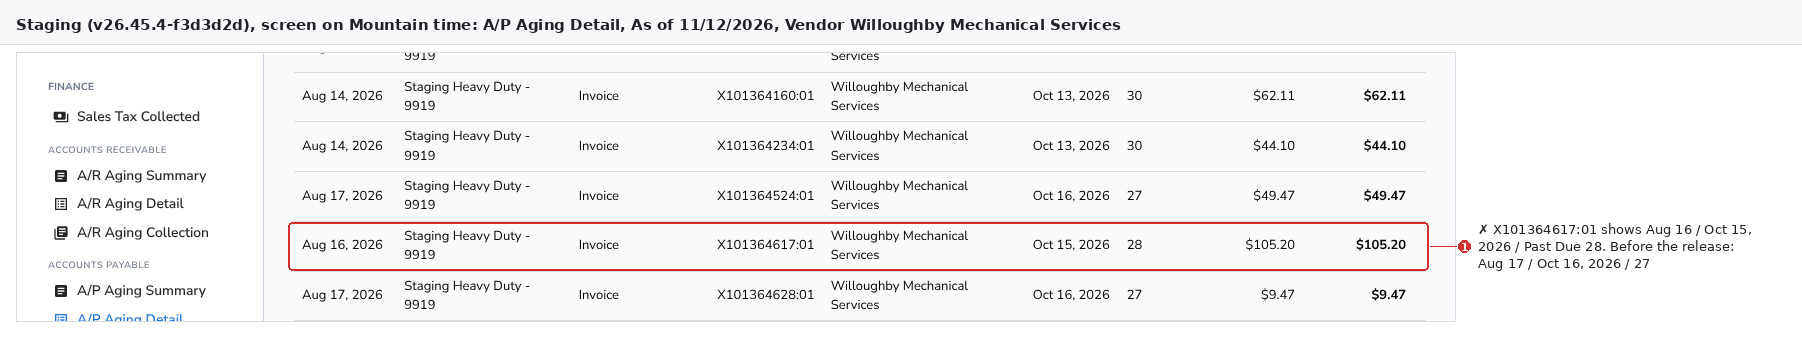 Staging (v26.45.4-f3d3d2d), screen on Mountain time: A/P Aging Detail, As of 11/12/2026, Vendor Willoughby Mechanical Services
FINANCE
Sales Tax Collected
ACCOUNTS RECEIVABLE
A/R Aging Summary
A/R Aging Detail
A/R Aging Collection
ACCOUNTS PAYABLE
A/P Aging Summary
A/P Aging Detail
9919 Services
Aug 14, 2026 Staging Heavy Duty - 9919 Invoice X101364160:01 Willoughby Mechanical Services Oct 13, 2026 30 $62.11 $62.11
Aug 14, 2026 Staging Heavy Duty - 9919 Invoice X101364234:01 Willoughby Mechanical Services Oct 13, 2026 30 $44.10 $44.10
Aug 17, 2026 Staging Heavy Duty - 9919 Invoice X101364524:01 Willoughby Mechanical Services Oct 16, 2026 27 $49.47 $49.47
Aug 16, 2026 Staging Heavy Duty - 9919 Invoice X101364617:01 Willoughby Mechanical Services Oct 15, 2026 28 $105.20 $105.20
Aug 17, 2026 Staging Heavy Duty - 9919 Invoice X101364628:01 Willoughby Mechanical Services Oct 16, 2026 27 $9.47 $9.47
1
✗ X101364617:01 shows Aug 16 / Oct 15,
2026 / Past Due 28. Before the release:
Aug 17 / Oct 16, 2026 / 27